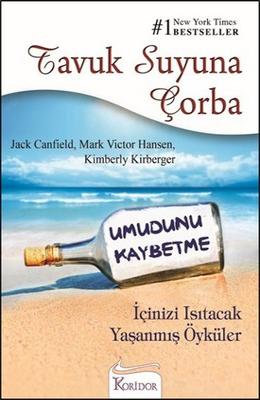 #1 New York Times
BESTSELLER
Tavuk Suyuna
Çorba
Jack Canfield, Mark Victor Hansen,
Kimberly Kirberger
UMUDUNU
KAYBETME
İçinizi Isıtacak
Yaşanmış Öyküler
KORİDOR